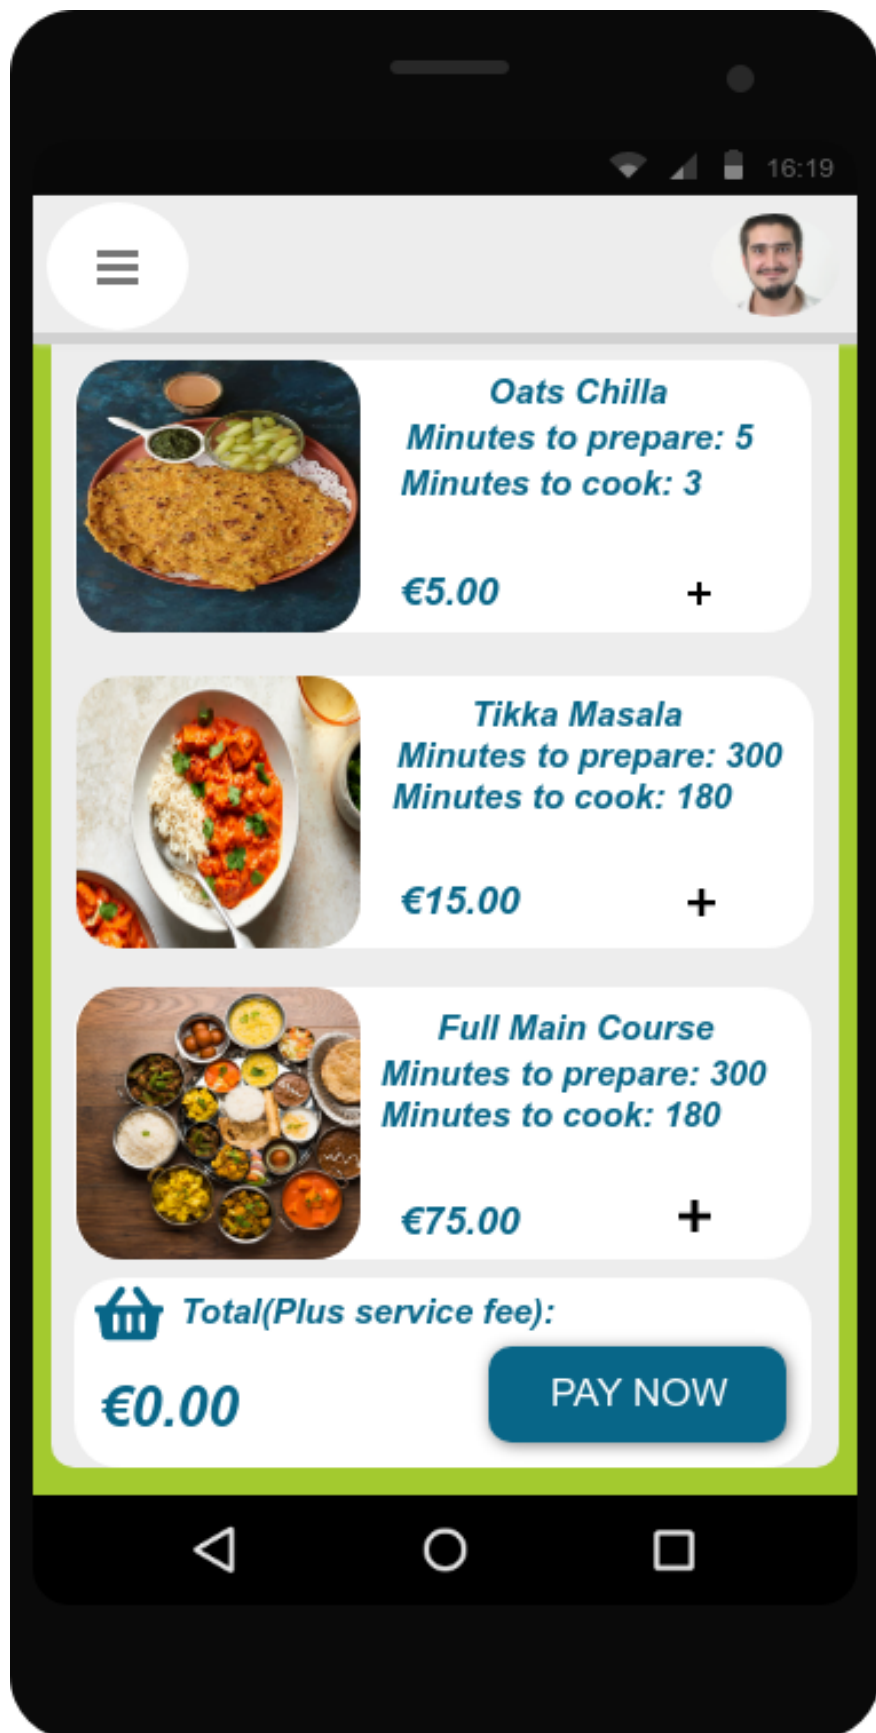 16:19
Oats Chilla
Minutes to prepare: 5
Minutes to cook: 3
€5.00 +
Tikka Masala
Minutes to prepare: 300
Minutes to cook: 180
€15.00 +
Full Main Course
Minutes to prepare: 300
Minutes to cook: 180
€75.00 +
Total(Plus service fee):
€0.00
PAY NOW